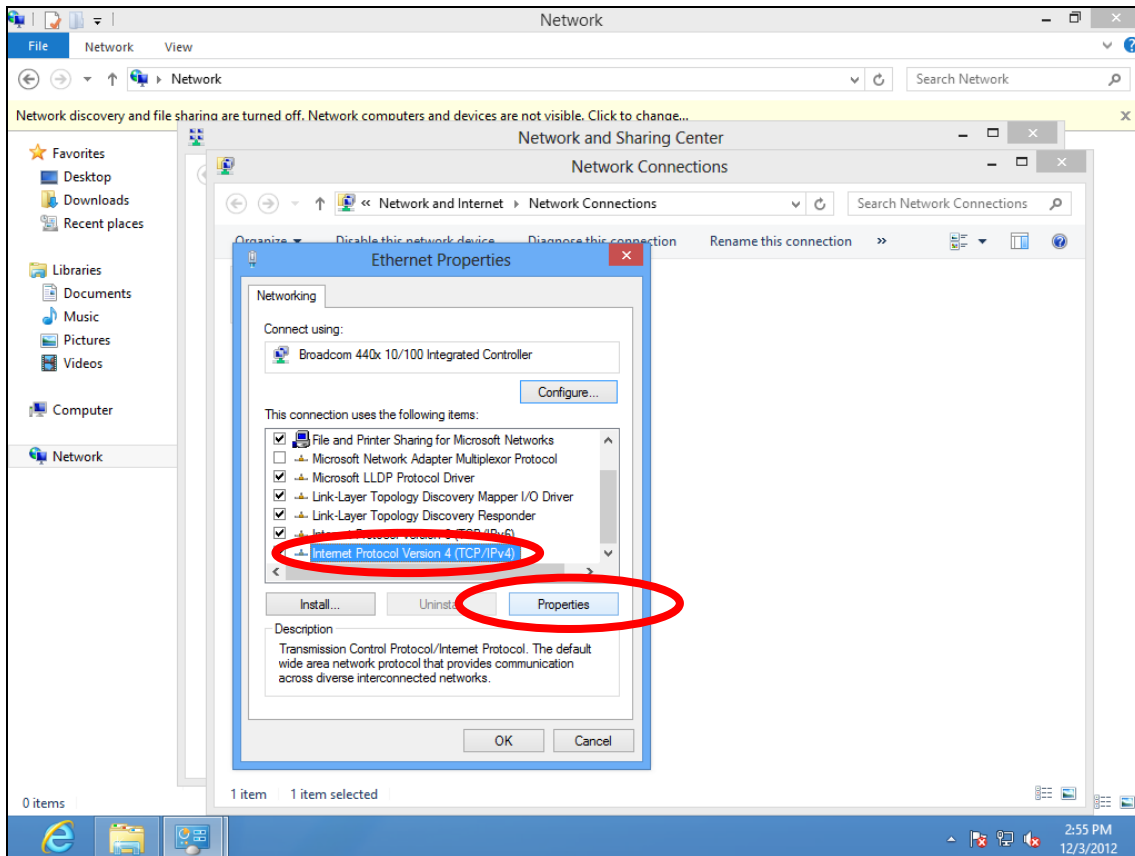 Network
File Network View
Network
Search Network
Network discovery and file sharing are turned off. Network computers and devices are not visible. Click to change...
Favorites
Desktop
Downloads
Recent places
Libraries
Documents
Music
Pictures
Videos
Computer
Network
0 items
Network and Sharing Center
Network Connections
« Network and Internet Network Connections
Search Network Connections
Organize Disable this network device Diagnose this connection Rename this connection »
Ethernet Properties
Networking
Connect using:
Broadcom 440x 10/100 Integrated Controller
Configure...
This connection uses the following items:
File and Printer Sharing for Microsoft Networks
Microsoft Network Adapter Multiplexor Protocol
Microsoft LLDP Protocol Driver
Link-Layer Topology Discovery Mapper I/O Driver
Link-Layer Topology Discovery Responder
Internet Protocol Version 6 (TCP/IPv6)
Internet Protocol Version 4 (TCP/IPv4)
Install... Properties
Description
Transmission Control Protocol/Internet Protocol. The default
wide area network protocol that provides communication
across diverse interconnected networks.
OK Cancel
1 item 1 item selected
2:55 PM
12/3/2012